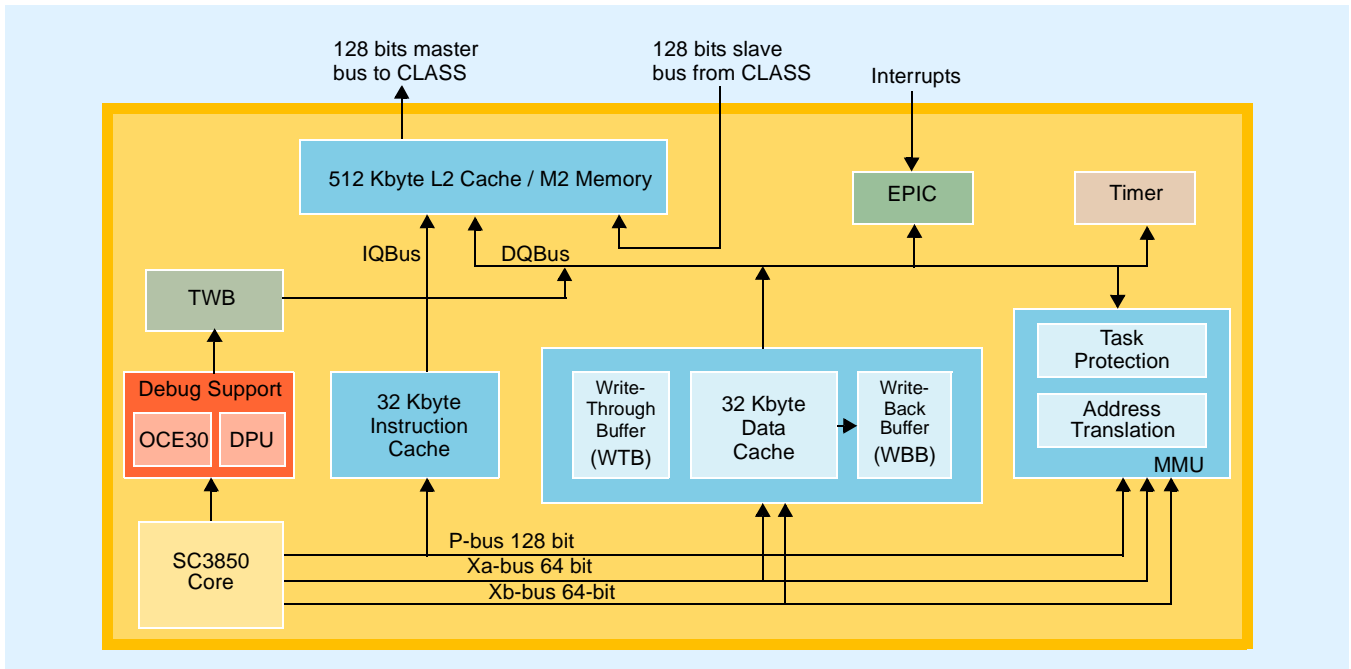 128 bits master
bus to CLASS
128 bits slave
bus from CLASS
Interrupts
512 Kbyte L2 Cache / M2 Memory
EPIC
Timer
IQBus
DQBus
TWB
Task
Protection
Address
Translation
MMU
Debug Support
OCE30
DPU
32 Kbyte
Instruction
Cache
Write-
Through
Buffer
(WTB)
32 Kbyte
Data
Cache
Write-
Back
Buffer
(WBB)
SC3850
Core
P-bus 128 bit
Xa-bus 64 bit
Xb-bus 64-bit